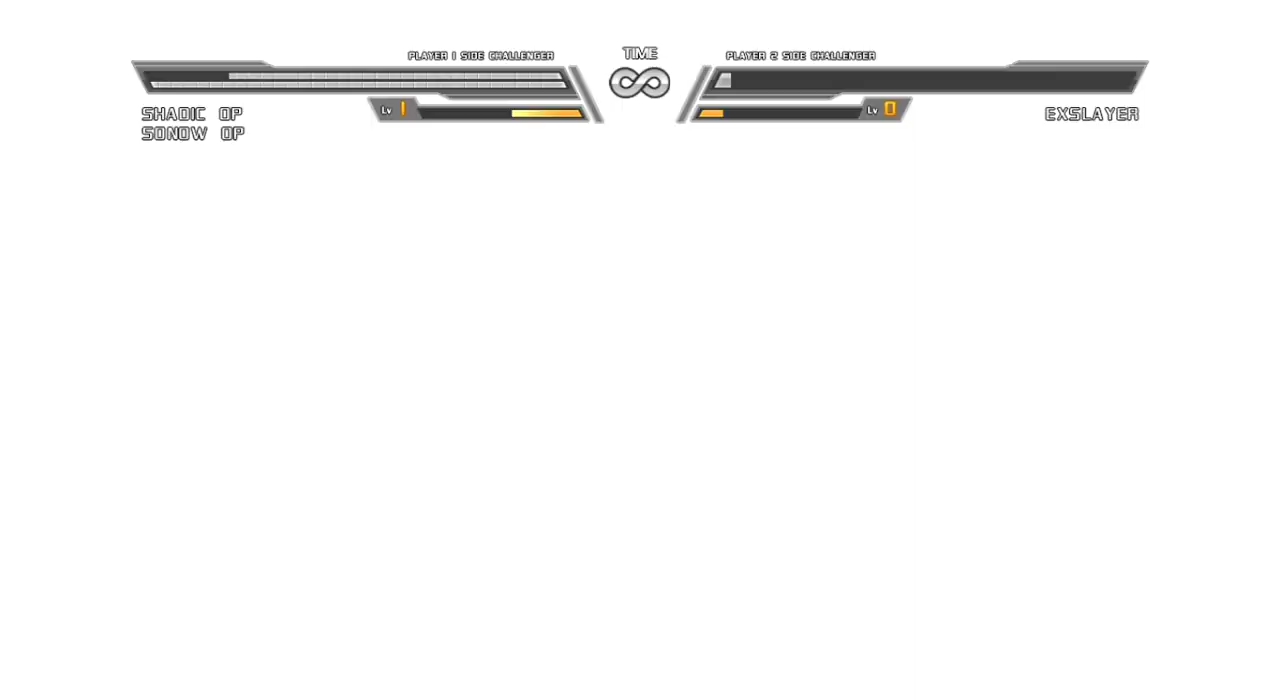 PLAYER 1 SIDE CHALLENGER
TIME
PLAYER 2 SIDE CHALLENGER
Lv 1
Lv 0
SHADIC OP
SONOW OP
EXSLAYER